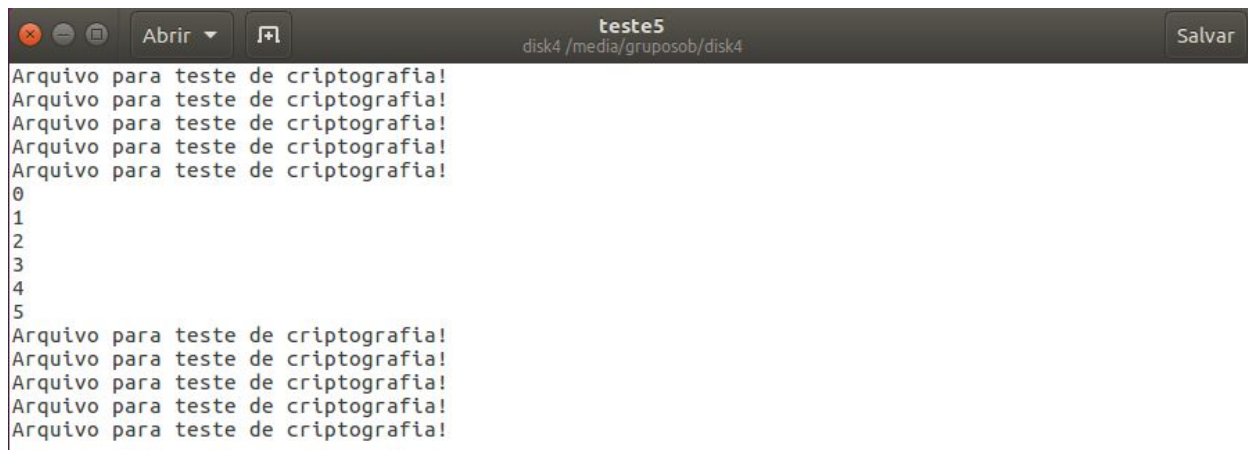 Abrir
teste5
disk4 /media/gruposob/disk4
Salvar
Arquivo para teste de criptografia!
Arquivo para teste de criptografia!
Arquivo para teste de criptografia!
Arquivo para teste de criptografia!
Arquivo para teste de criptografia!
0
1
2
3
4
5
Arquivo para teste de criptografia!
Arquivo para teste de criptografia!
Arquivo para teste de criptografia!
Arquivo para teste de criptografia!
Arquivo para teste de criptografia!